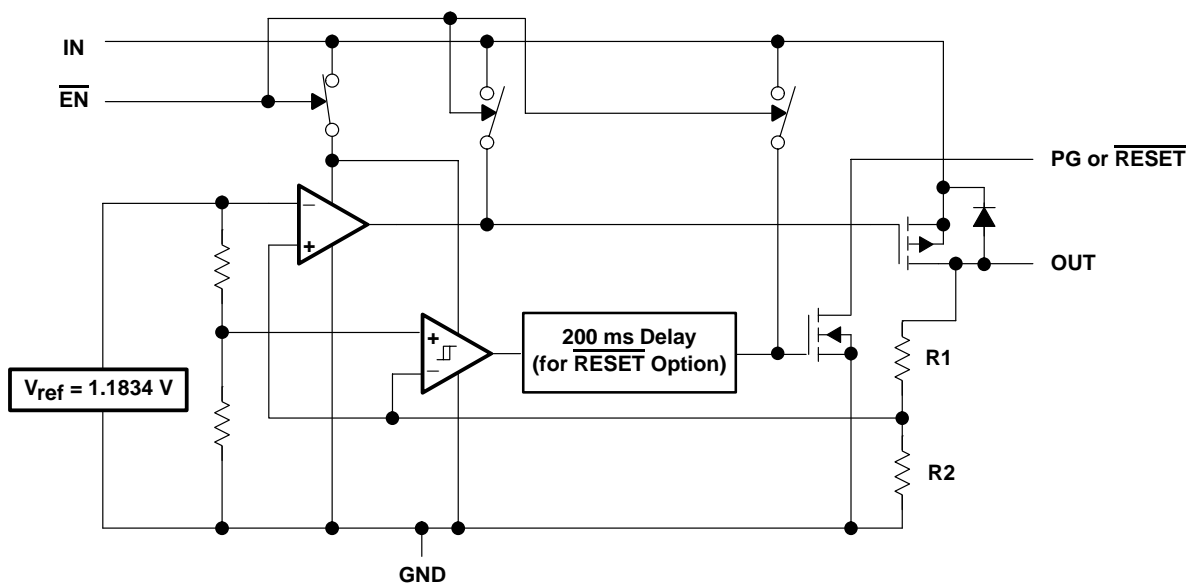 IN
EN
PG or RESET
−
+
OUT
+
−
200 ms Delay
(for RESET Option)
R1
Vref = 1.1834 V
R2
GND